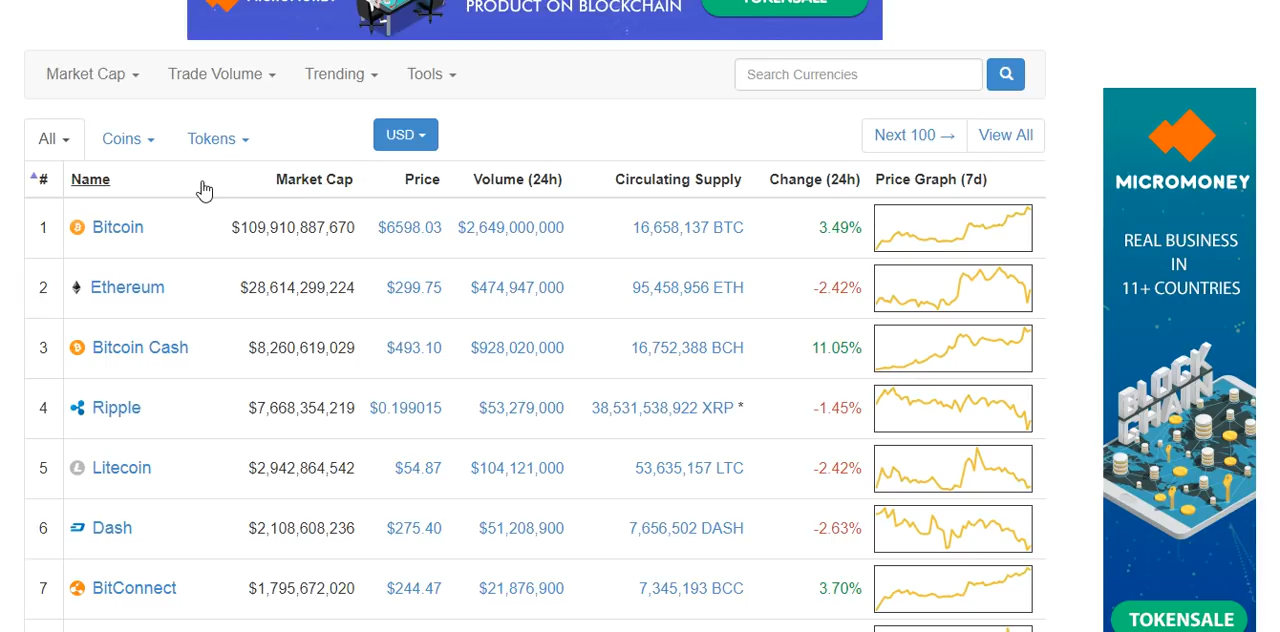 MICROMONEY
PRODUCT ON BLOCKCHAIN
TOKENSALE
Market Cap Trade Volume Trending Tools
Search Currencies
All Coins Tokens USD Next 100 → View All
# Name Market Cap Price Volume (24h) Circulating Supply Change (24h) Price Graph (7d)
1 Bitcoin $109,910,887,670 $6598.03 $2,649,000,000 16,658,137 BTC 3.49%
2 Ethereum $28,614,299,224 $299.75 $474,947,000 95,458,956 ETH -2.42%
3 Bitcoin Cash $8,260,619,029 $493.10 $928,020,000 16,752,388 BCH 11.05%
4 Ripple $7,668,354,219 $0.199015 $53,279,000 38,531,538,922 XRP * -1.45%
5 Litecoin $2,942,864,542 $54.87 $104,121,000 53,635,157 LTC -2.42%
6 Dash $2,108,608,236 $275.40 $51,208,900 7,656,502 DASH -2.63%
7 BitConnect $1,795,672,020 $244.47 $21,876,900 7,345,193 BCC 3.70%
MICROMONEY
REAL BUSINESS
IN
11+ COUNTRIES
BLOCK
CHAIN
TOKENSALE